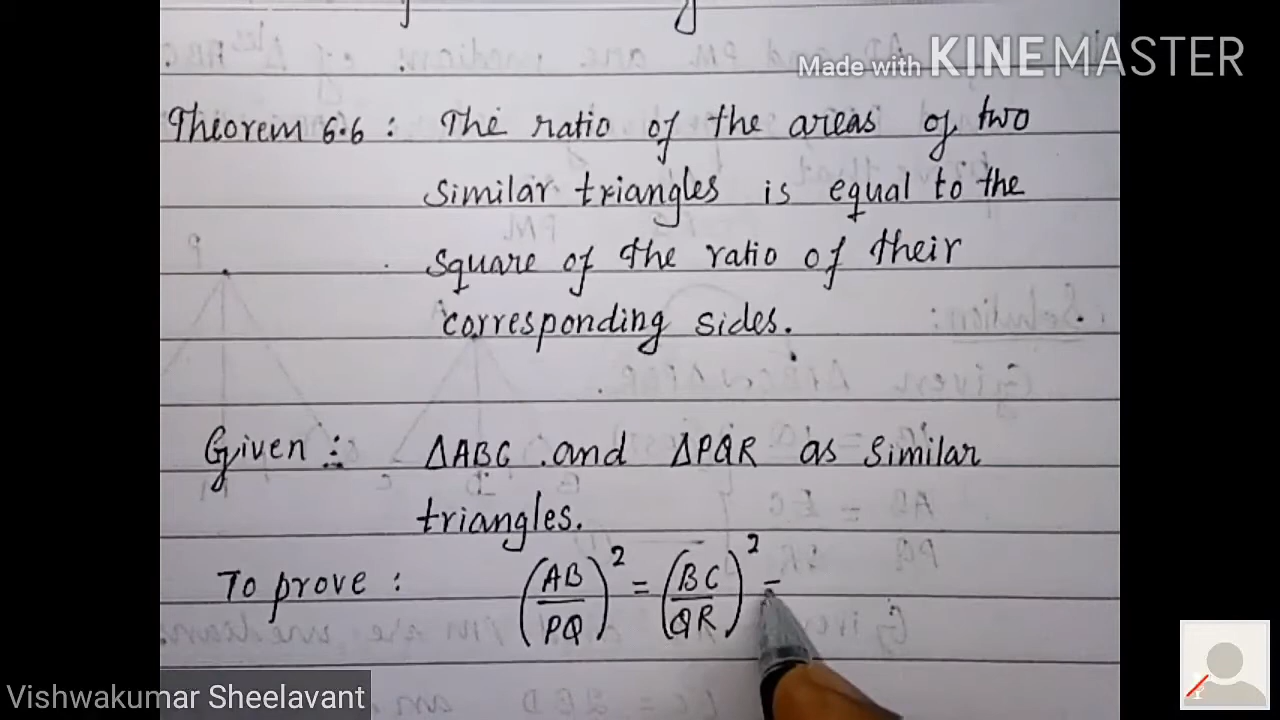 Made with KINEMASTER
Theorem 6.6 : The ratio of the areas of two
similar triangles is equal to the
square of the ratio of their
corresponding sides.
Given : ΔABC and ΔPQR as similar
triangles.
To prove : (AB/PQ)² = (BC/QR)² =
Vishwakumar Sheelavant